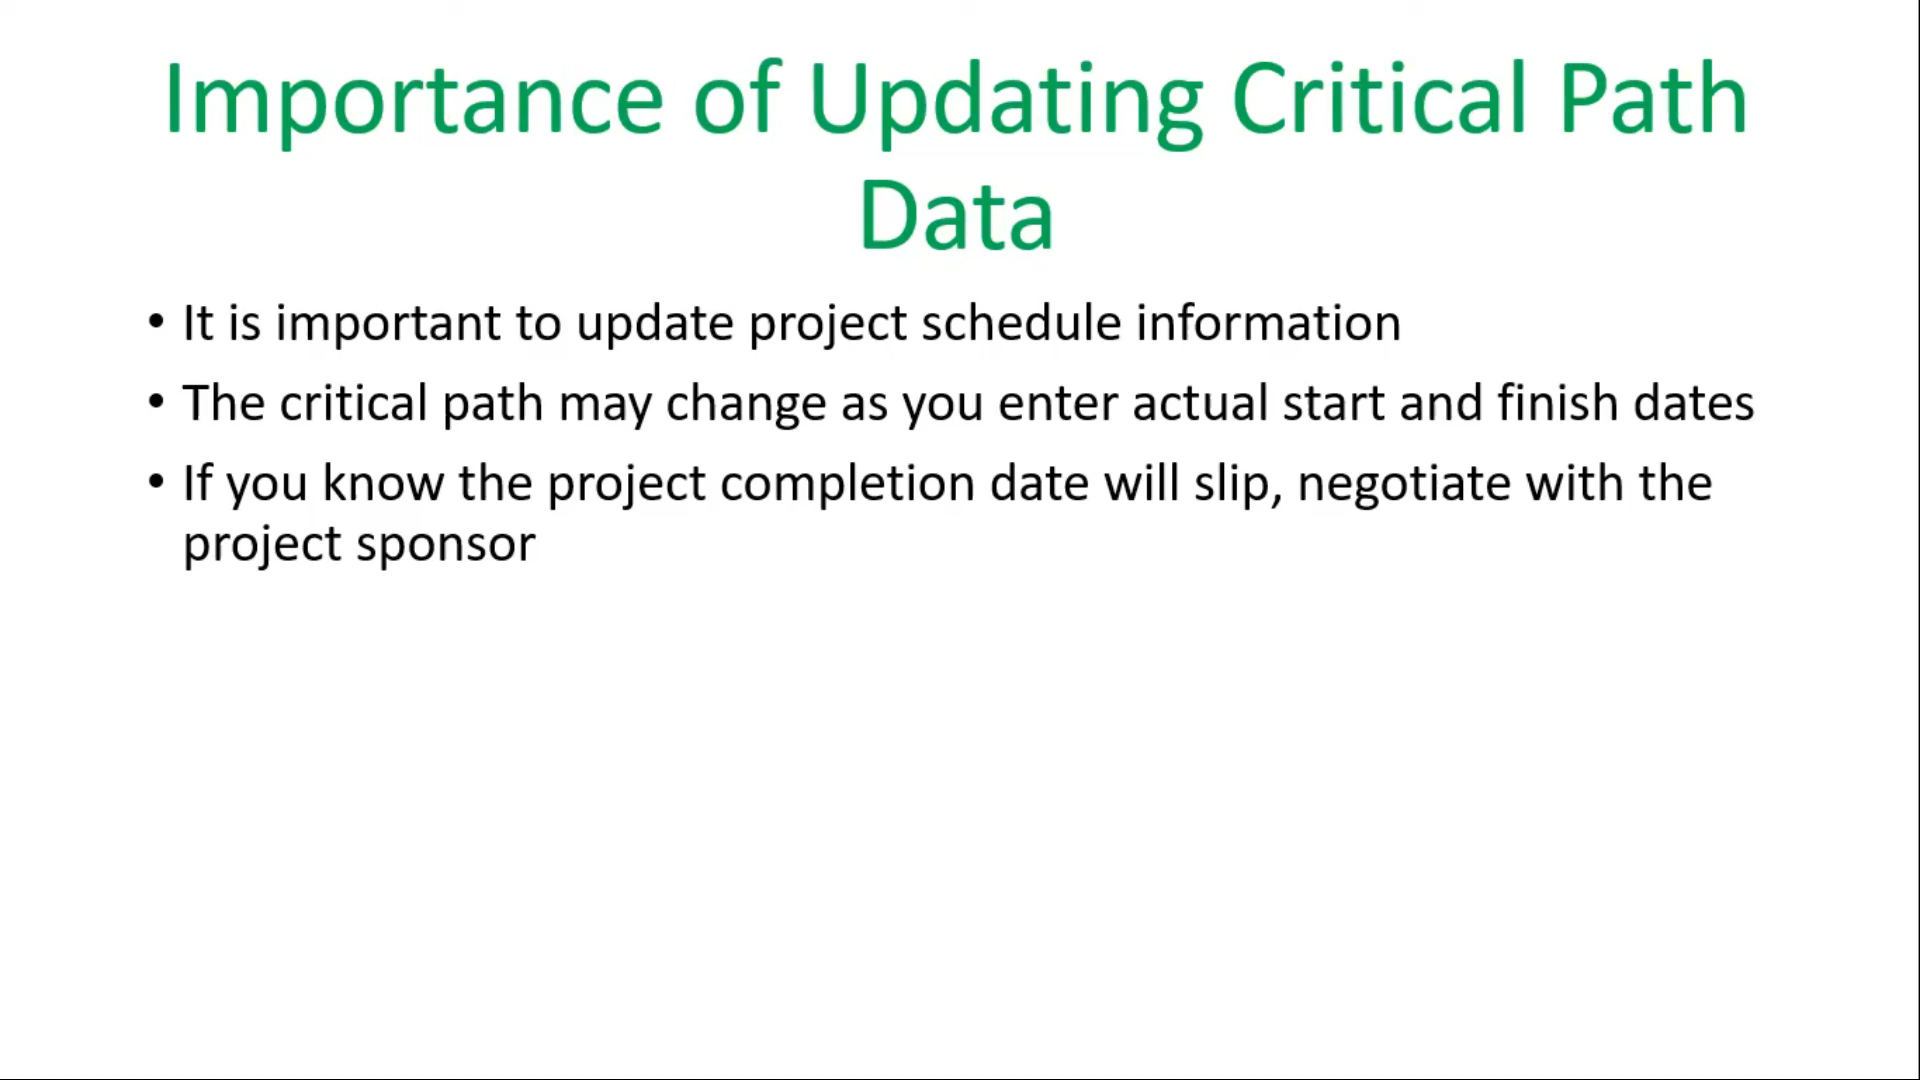 Importance of Updating Critical Path
Data
• It is important to update project schedule information
• The critical path may change as you enter actual start and finish dates
• If you know the project completion date will slip, negotiate with the
project sponsor